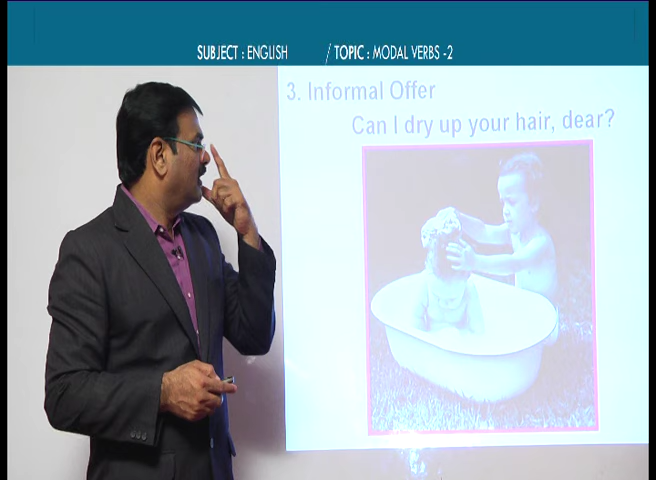 SUBJECT : ENGLISH / TOPIC : MODAL VERBS -2
3. Informal Offer
Can I dry up your hair, dear?